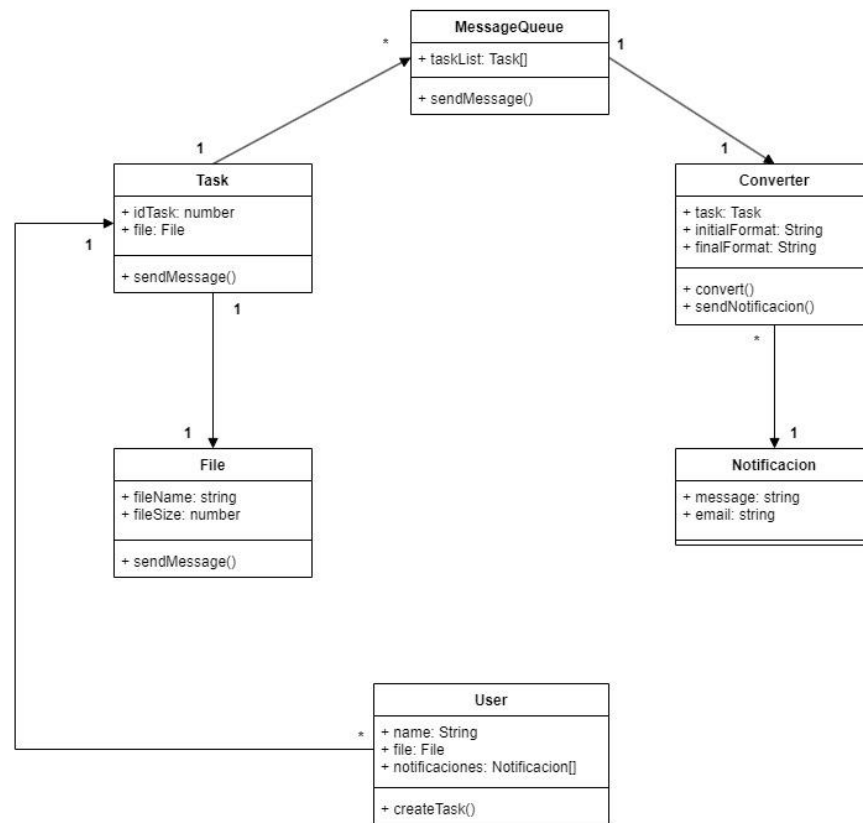 MessageQueue
+ taskList: Task[]
+ sendMessage()
*
1
1
1
Task
+ idTask: number
+ file: File
+ sendMessage()
Converter
+ task: Task
+ initialFormat: String
+ finalFormat: String
+ convert()
+ sendNotificacion()
1
1
*
1
1
File
+ fileName: string
+ fileSize: number
+ sendMessage()
Notificacion
+ message: string
+ email: string
User
+ name: String
+ file: File
+ notificaciones: Notificacion[]
+ createTask()
*